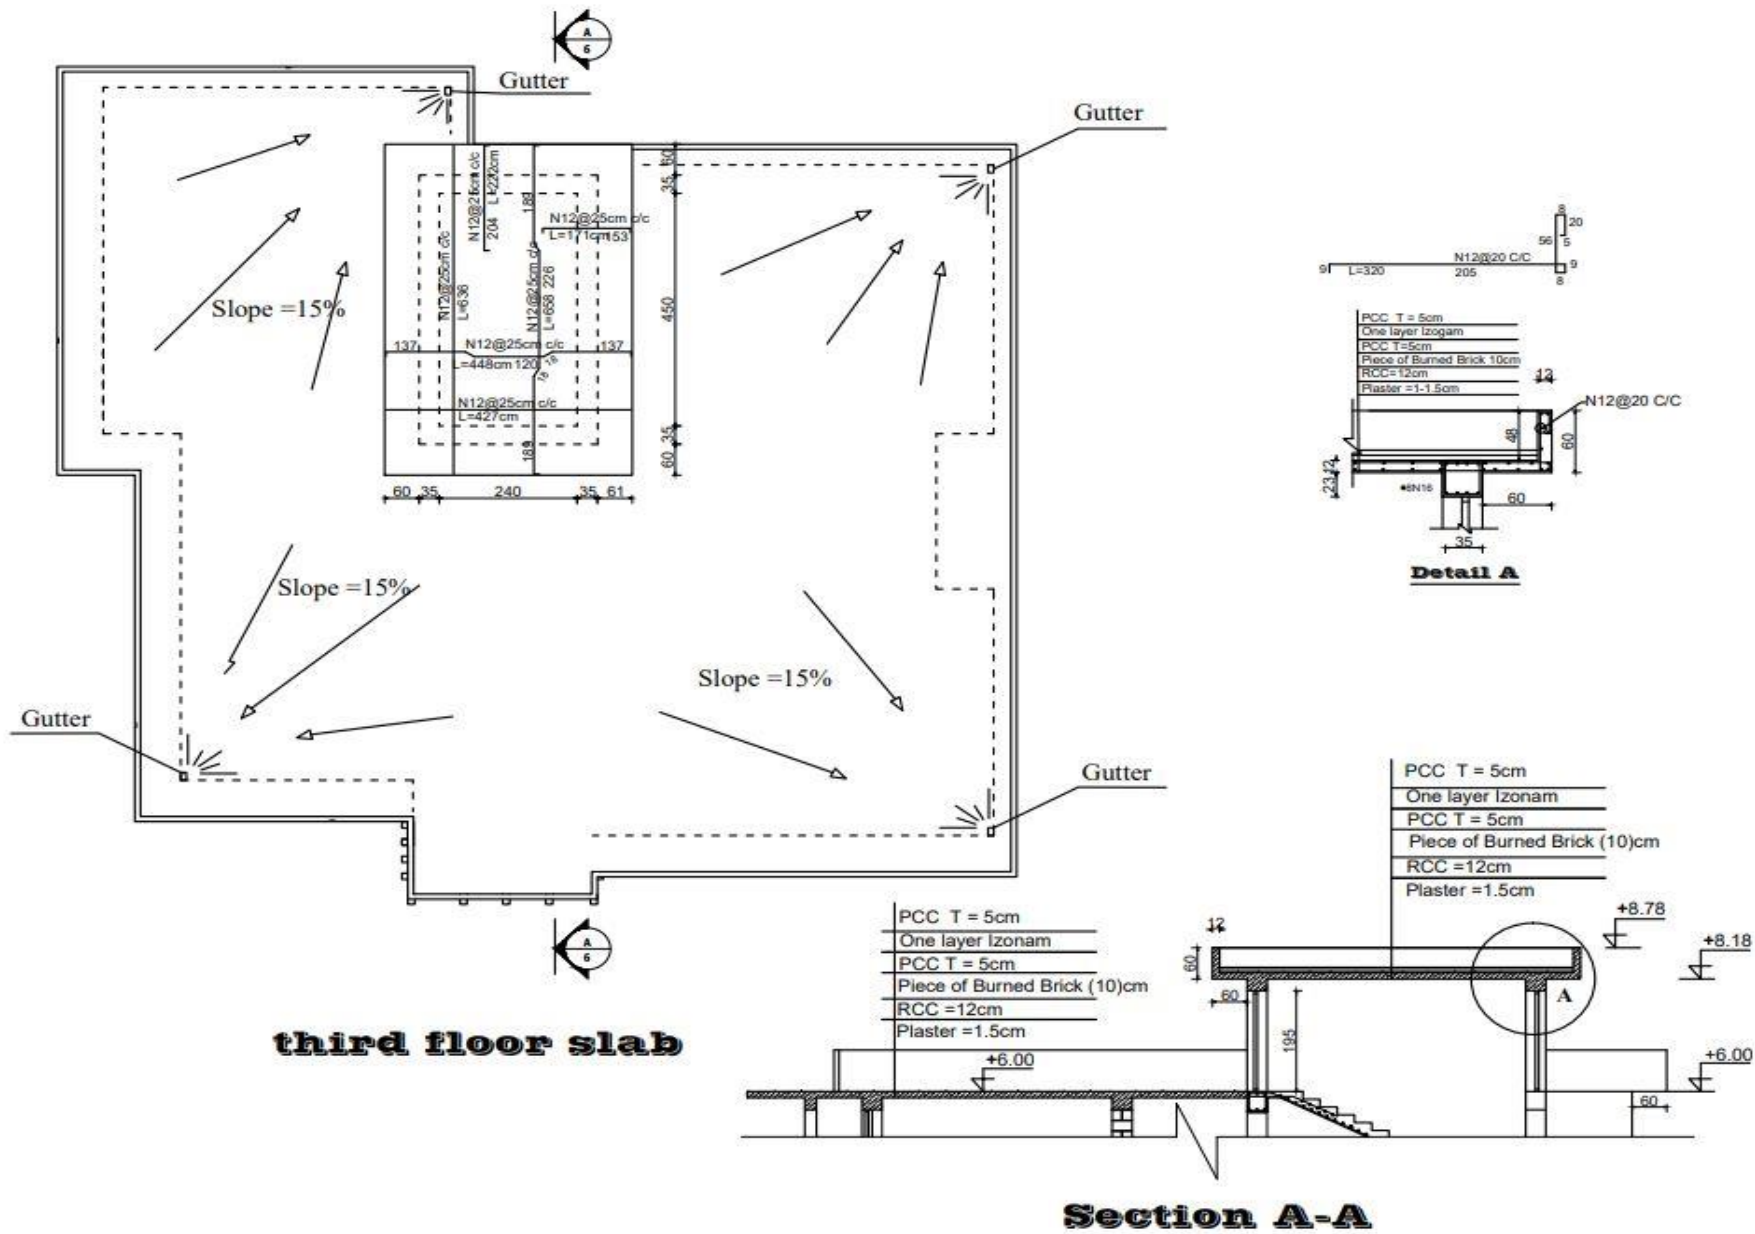 A
6
Gutter
Gutter
N12@25cm c/c
L=222cm
204
N12@25cm c/c
L=636
189
N12@25cm c/c
L=171cm
153
N12@25cm c/c
L=658 226
Slope =15%
137
N12@25cm c/c
137
L=448cm 120
18
18
N12@25cm c/c
L=427cm
189
60
35
450
35
60
60 35 240 35 61
8
20
56
5
N12@20 C/C
9
L=320
205
9
8
PCC T = 5cm
One layer Izogam
PCC T=5cm
Piece of Burned Brick 10cm
RCC=12cm
Plaster =1-1.5cm
12
N12@20 C/C
48
60
12
23
6N16
60
35
Detail A
Slope =15%
Slope =15%
Gutter
Gutter
A
6
third floor slab
PCC T = 5cm
One layer Izonam
PCC T = 5cm
Piece of Burned Brick (10)cm
RCC =12cm
Plaster =1.5cm
PCC T = 5cm
One layer Izonam
PCC T = 5cm
Piece of Burned Brick (10)cm
RCC =12cm
Plaster =1.5cm
+8.78
12
+8.18
60
60
A
195
+6.00
+6.00
60
Section A-A